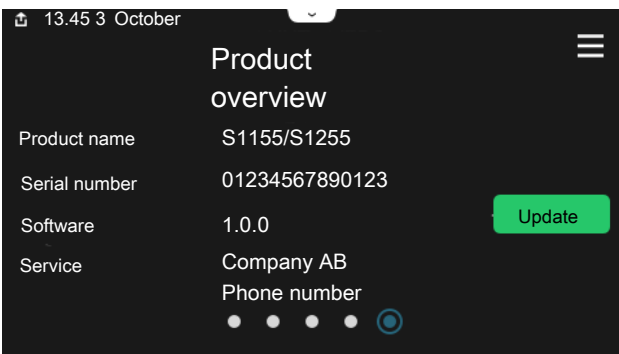 13.45 3 October
Product
overview
Product name S1155/S1255
Serial number 01234567890123
Software 1.0.0 Update
Service Company AB
Phone number